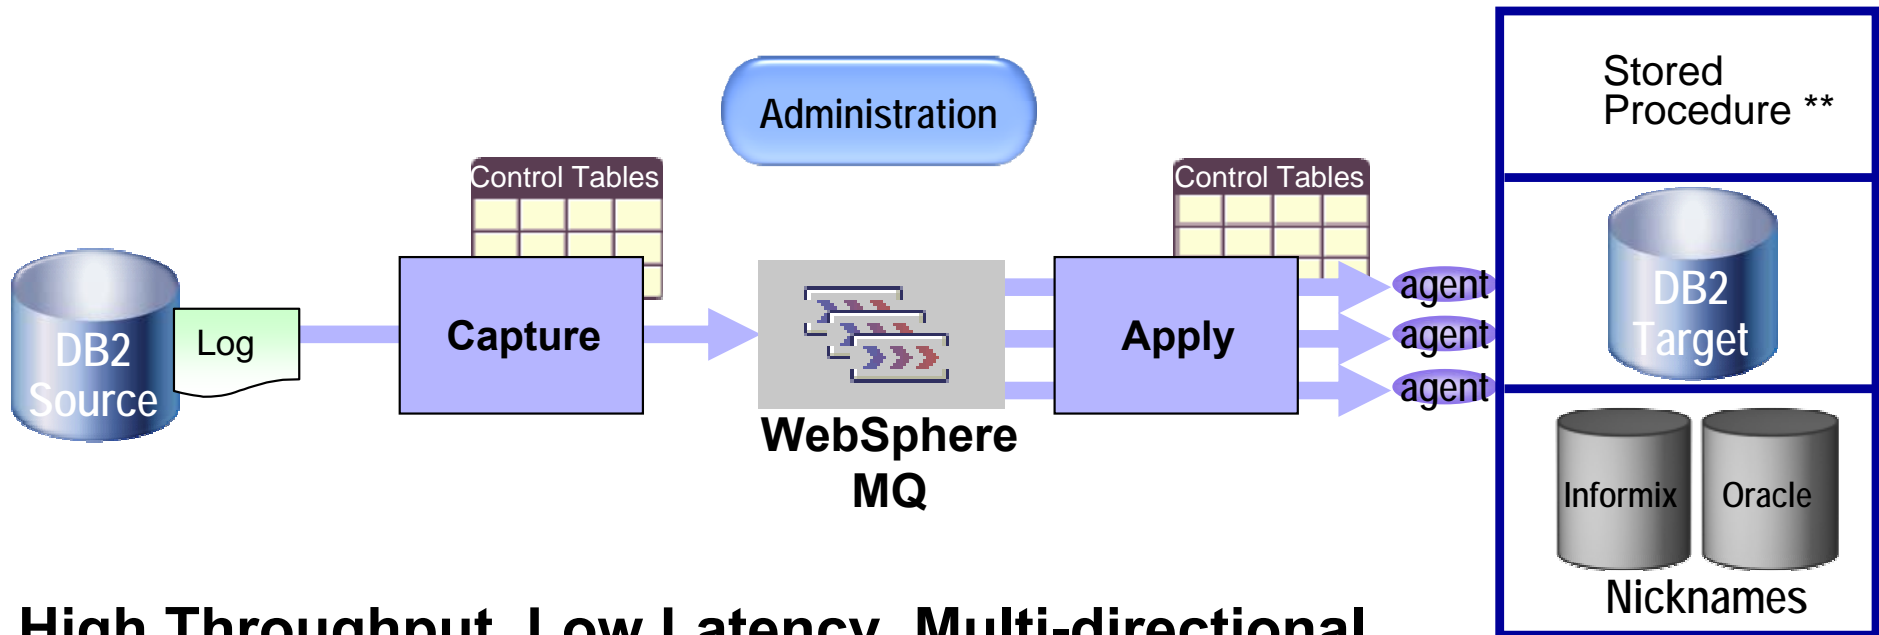 Administration
Stored
Procedure **
Control Tables
Control Tables
DB2
Source
Log
Capture
WebSphere
MQ
Apply
agent
agent
agent
DB2
Target
Informix
Oracle
Nicknames
High Throughput, Low Latency, Multi-directional